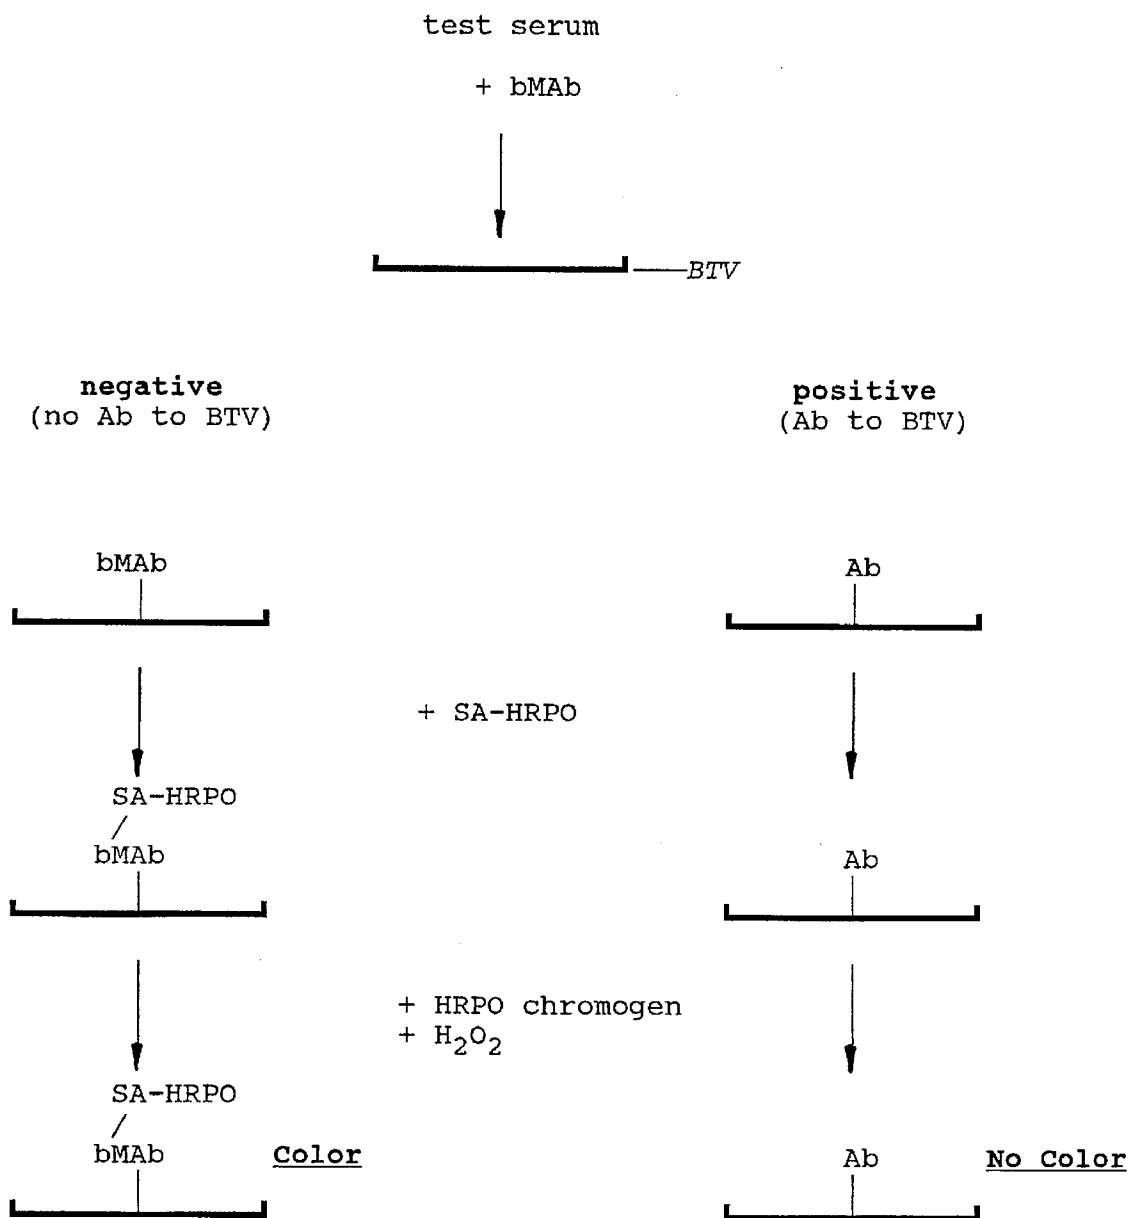 test serum
+ bMAb
BTV
negative
(no Ab to BTV)
positive
(Ab to BTV)
bMAb
Ab
+ SA-HRPO
SA-HRPO
bMAb
Ab
+ HRPO chromogen
+ H₂O₂
SA-HRPO
bMAb
Color
Ab
No Color